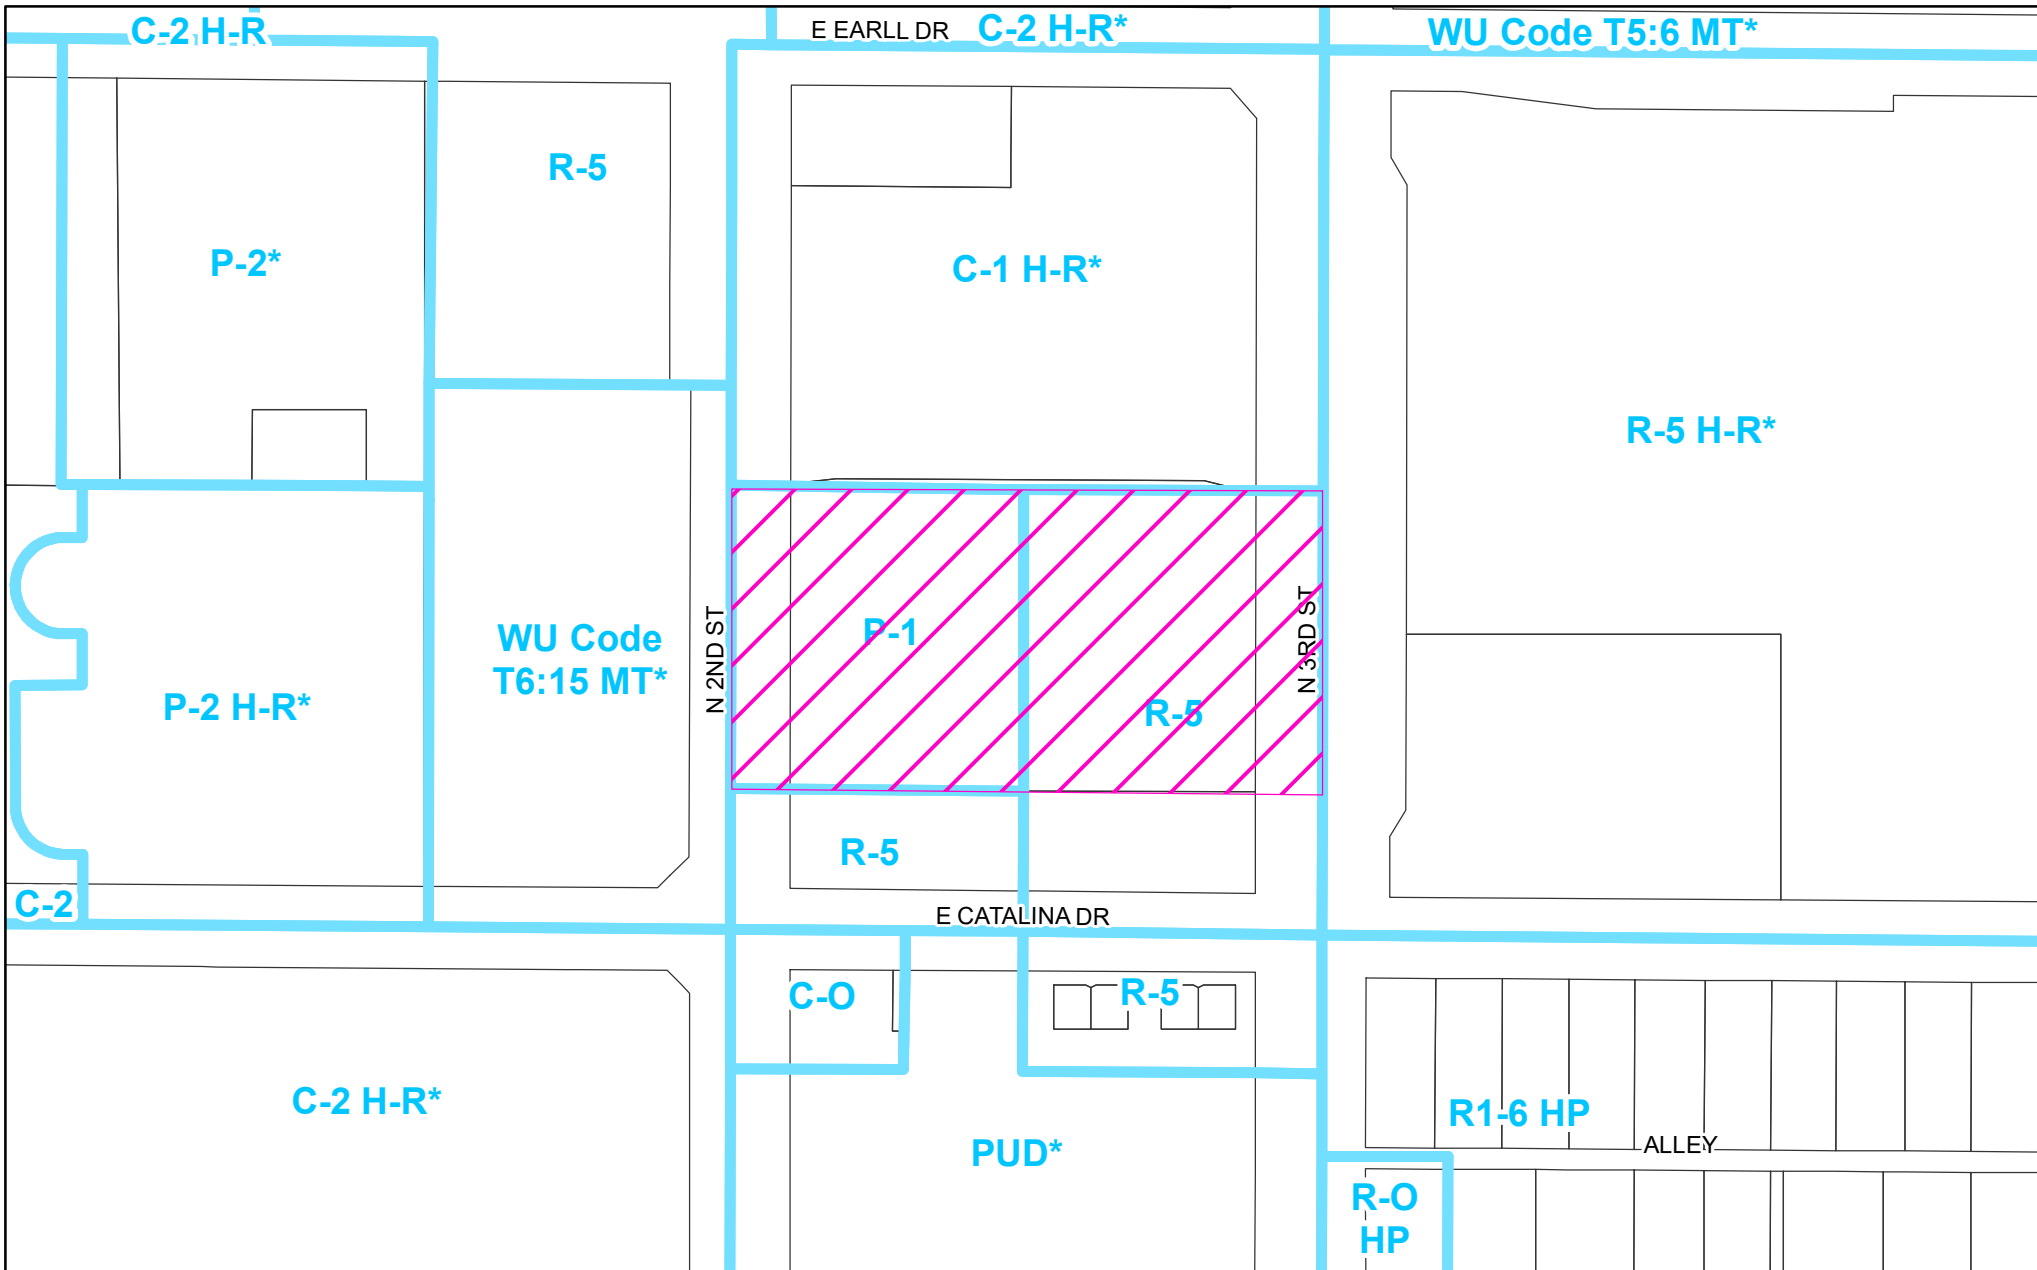 C-2 H-R
E EARLL DR
C-2 H-R*
WU Code T5:6 MT*
R-5
P-2*
C-1 H-R*
R-5 H-R*
WU Code
T6:15 MT*
N 2ND ST
P-1
N 3RD ST
P-2 H-R*
R-5
R-5
C-2
E CATALINA DR
C-O
R-5
C-2 H-R*
R1-6 HP
PUD*
ALLEY
R-O
HP